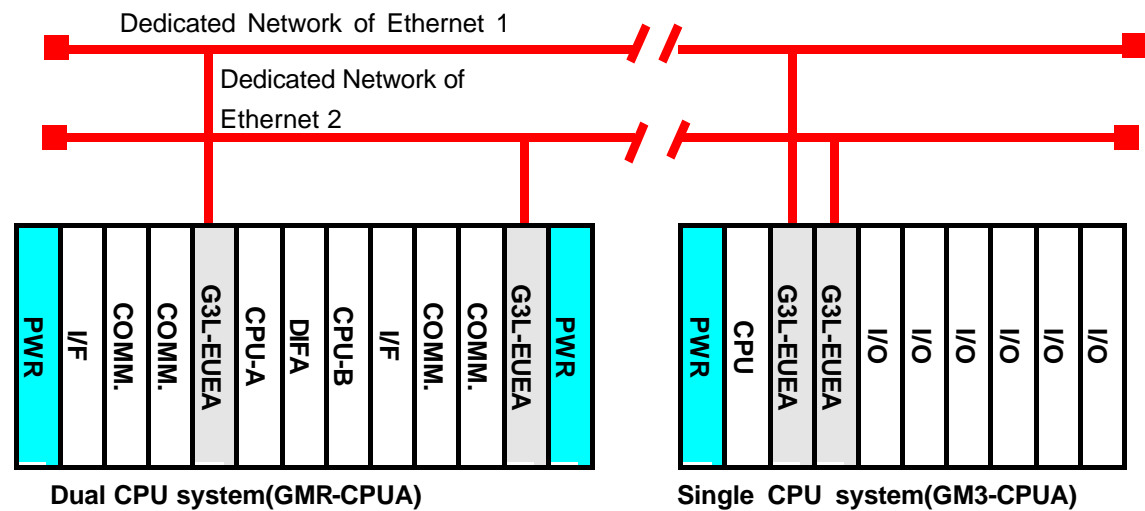 Dedicated Network of Ethernet 1
Dedicated Network of
Ethernet 2
PWR
I/F
COMM.
COMM.
G3L-EUEA
CPU-A
DIFA
CPU-B
I/F
COMM.
COMM.
G3L-EUEA
PWR
PWR
CPU
G3L-EUEA
G3L-EUEA
I/O
I/O
I/O
I/O
I/O
I/O
Dual CPU system(GMR-CPUA)
Single CPU system(GM3-CPUA)